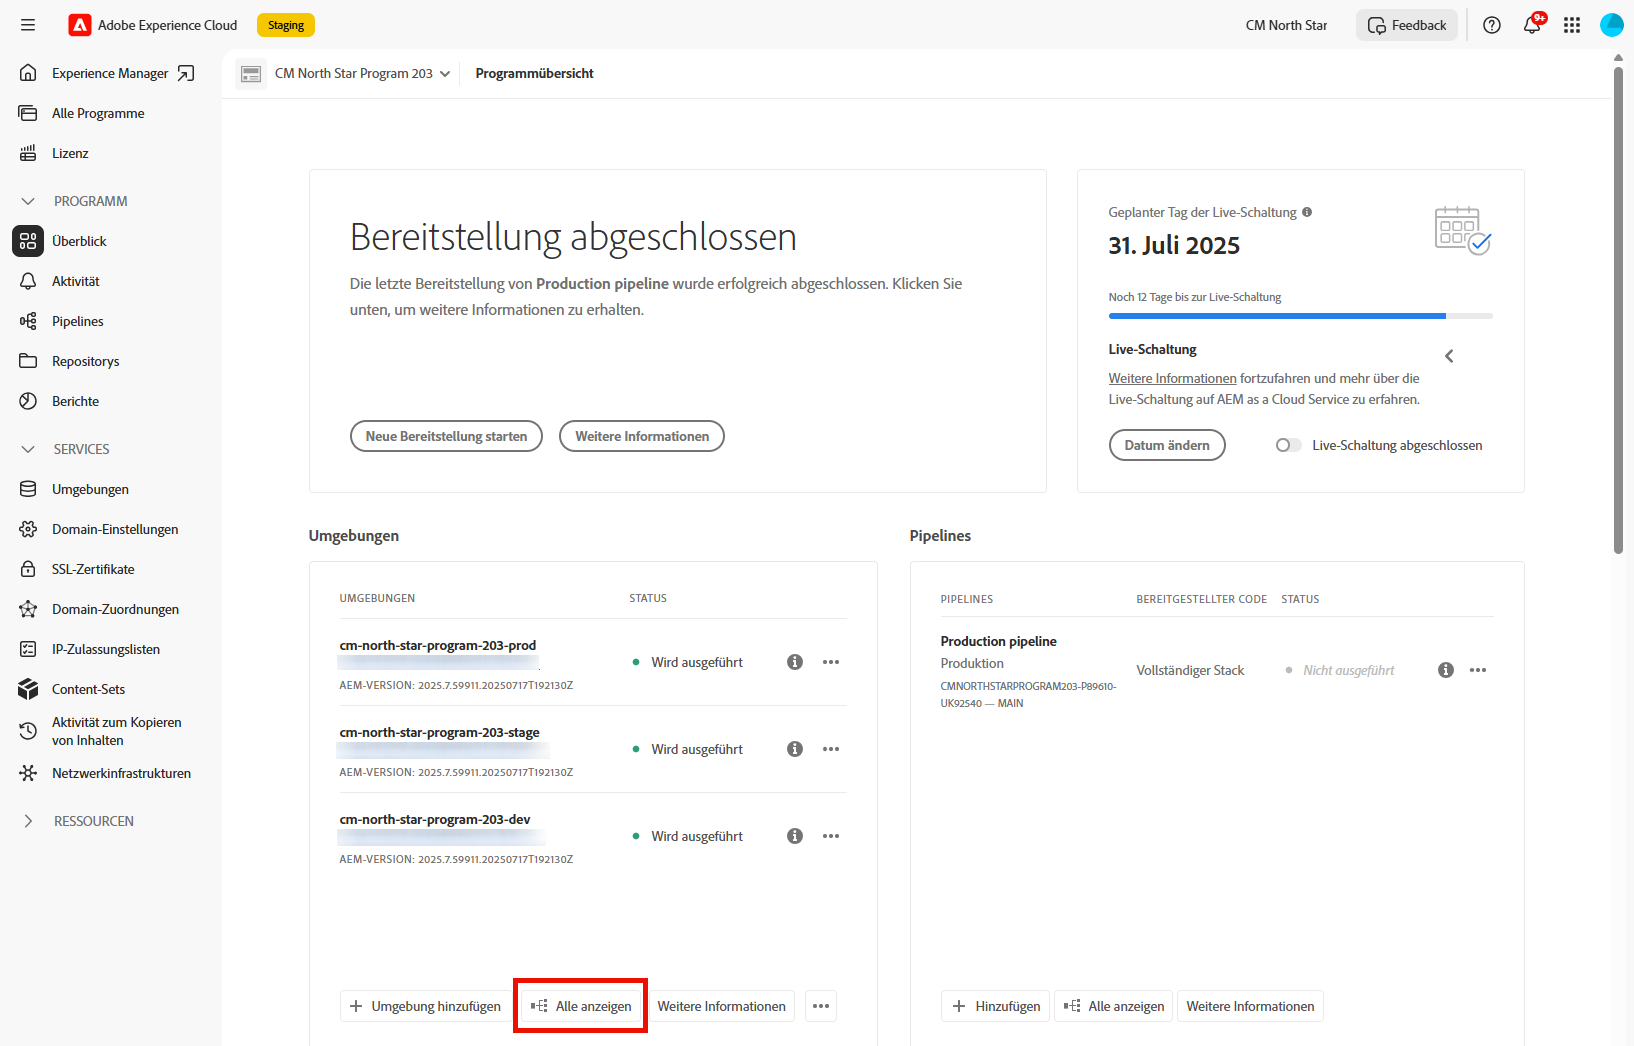 Adobe Experience Cloud
Staging
CM North Star
Feedback
9+
Experience Manager
Alle Programme
Lizenz
PROGRAMM
Überblick
Aktivität
Pipelines
Repositorys
Berichte
SERVICES
Umgebungen
Domain-Einstellungen
SSL-Zertifikate
Domain-Zuordnungen
IP-Zulassungslisten
Content-Sets
Aktivität zum Kopieren
von Inhalten
Netzwerkinfrastrukturen
RESSOURCEN
CM North Star Program 203
Programmübersicht
Bereitstellung abgeschlossen
Die letzte Bereitstellung von Production pipeline wurde erfolgreich abgeschlossen. Klicken Sie
unten, um weitere Informationen zu erhalten.
Neue Bereitstellung starten
Weitere Informationen
Geplanter Tag der Live-Schaltung
31. Juli 2025
Noch 12 Tage bis zur Live-Schaltung
Live-Schaltung
Weitere Informationen fortzufahren und mehr über die
Live-Schaltung auf AEM as a Cloud Service zu erfahren.
Datum ändern
Live-Schaltung abgeschlossen
Umgebungen
UMGEBUNGEN STATUS
cm-north-star-program-203-prod
Wird ausgeführt
AEM-VERSION: 2025.7.59911.20250717T192130Z
cm-north-star-program-203-stage
Wird ausgeführt
AEM-VERSION: 2025.7.59911.20250717T192130Z
cm-north-star-program-203-dev
Wird ausgeführt
AEM-VERSION: 2025.7.59911.20250717T192130Z
Umgebung hinzufügen
Alle anzeigen
Weitere Informationen
Pipelines
PIPELINES BEREITGESTELLTER CODE STATUS
Production pipeline
Produktion
CMNORTHSTARPROGRAM203-P89610-
UK92540 — MAIN
Vollständiger Stack
Nicht ausgeführt
Hinzufügen
Alle anzeigen
Weitere Informationen